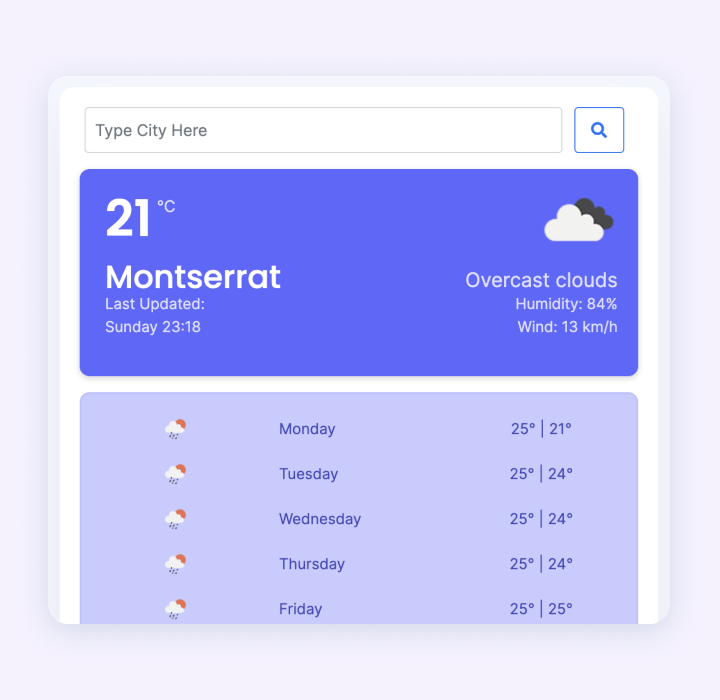 Type City Here
21 °C
Montserrat
Overcast clouds
Last Updated:
Humidity: 84%
Sunday 23:18
Wind: 13 km/h
Monday 25° | 21°
Tuesday 25° | 24°
Wednesday 25° | 24°
Thursday 25° | 24°
Friday 25° | 25°